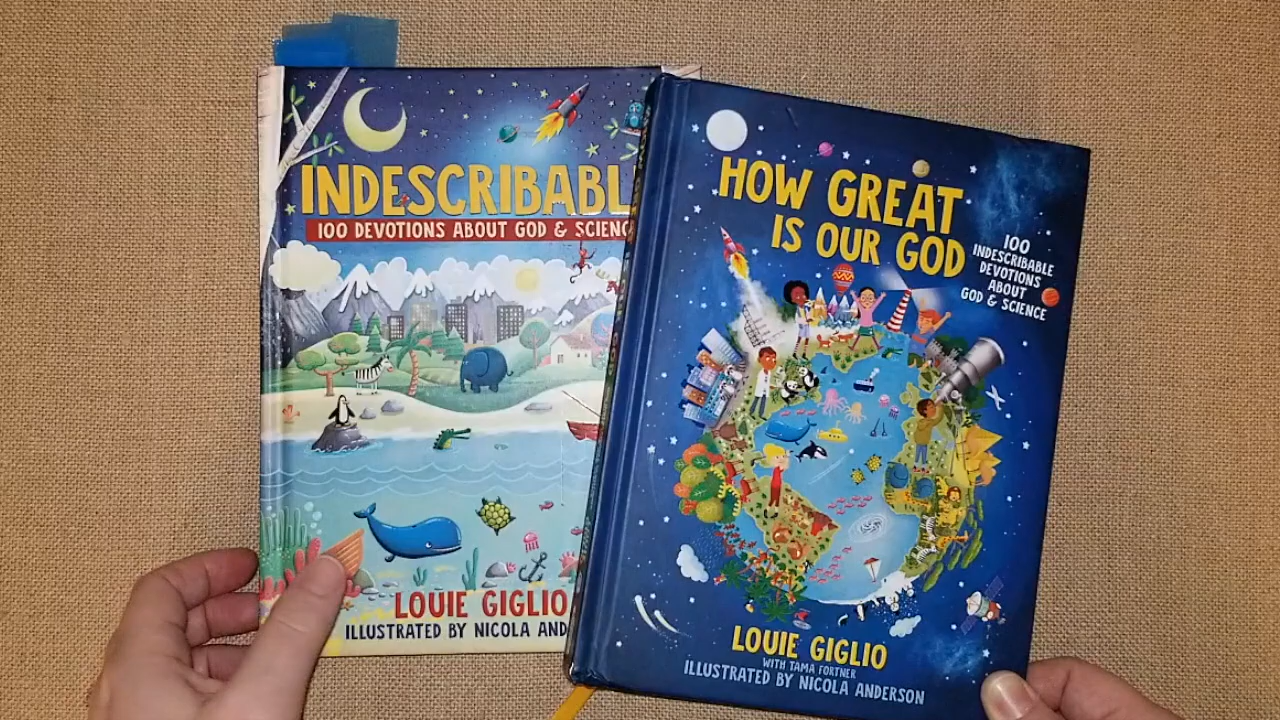 INDESCRIBABL
100 DEVOTIONS ABOUT GOD & SCIENC
LOUIE GIGLIO
ILLUSTRATED BY NICOLA AND
HOW GREAT
IS OUR GOD
100
INDESCRIBABLE
DEVOTIONS
ABOUT
GOD & SCIENCE
LOUIE GIGLIO
WITH TAMA FORTNER
ILLUSTRATED BY NICOLA ANDERSON